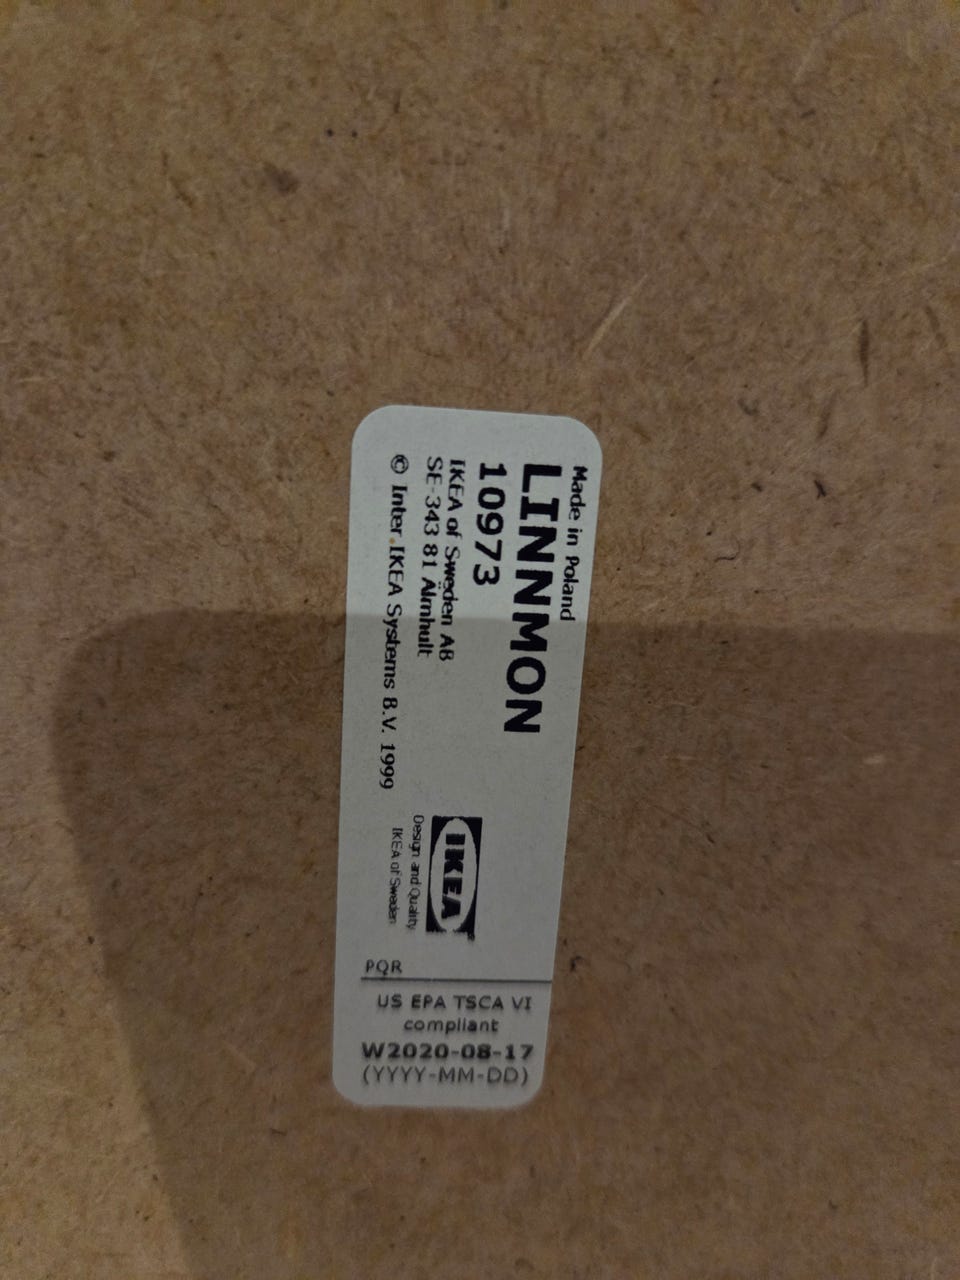 Made in Poland
LINNMON
10973
IKEA of Sweden AB
SE-343 81 Älmhult
© Inter IKEA Systems B.V. 1999
IKEA®
Design and Quality
IKEA of Sweden
PQR
US EPA TSCA VI
compliant
W2020-08-17
(YYYY-MM-DD)